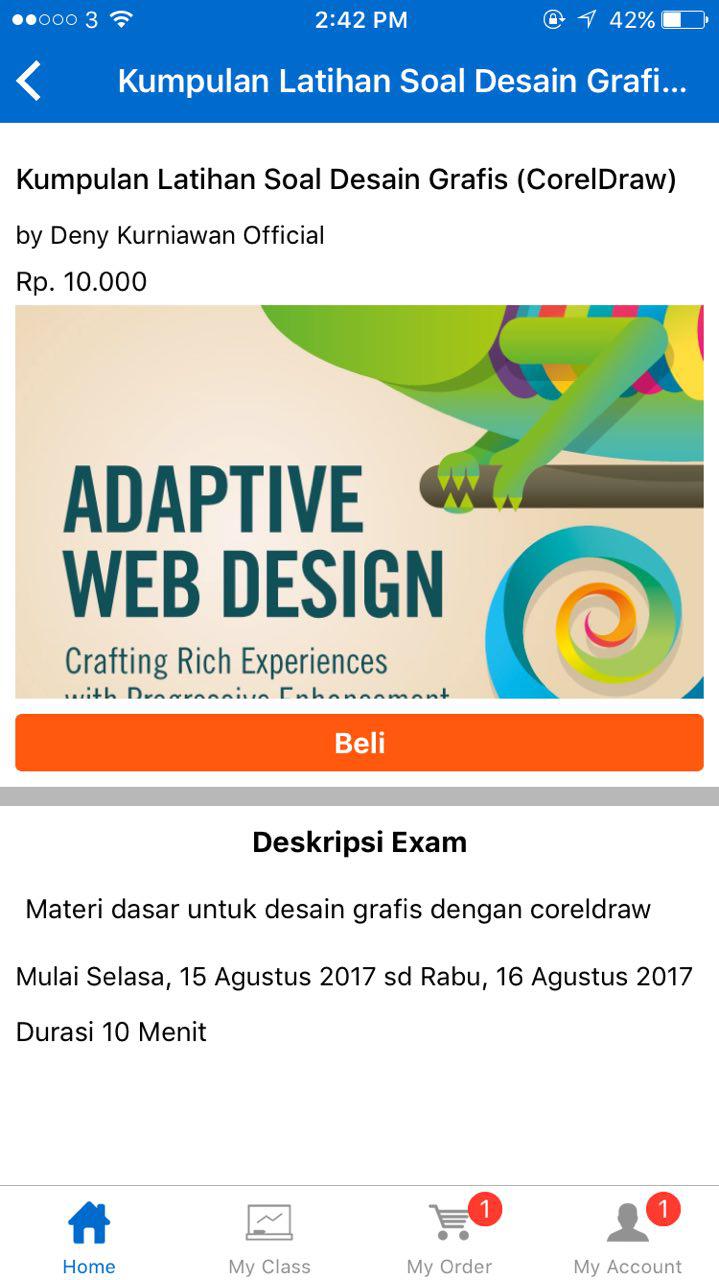 3
2:42 PM
42%
Kumpulan Latihan Soal Desain Grafi...
Kumpulan Latihan Soal Desain Grafis (CorelDraw)
by Deny Kurniawan Official
Rp. 10.000
ADAPTIVE
WEB DESIGN
Crafting Rich Experiences
with Progressive Enhancement
Beli
Deskripsi Exam
Materi dasar untuk desain grafis dengan coreldraw
Mulai Selasa, 15 Agustus 2017 sd Rabu, 16 Agustus 2017
Durasi 10 Menit
1
1
Home
My Class
My Order
My Account